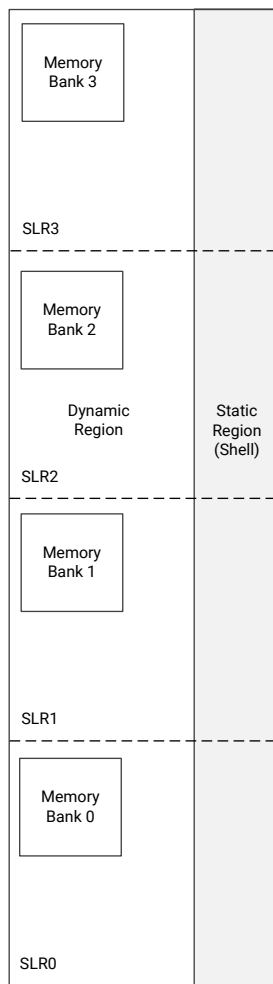 Memory
Bank 3
SLR3
Memory
Bank 2
Dynamic
Region
Static
Region
(Shell)
SLR2
Memory
Bank 1
SLR1
Memory
Bank 0
SLR0